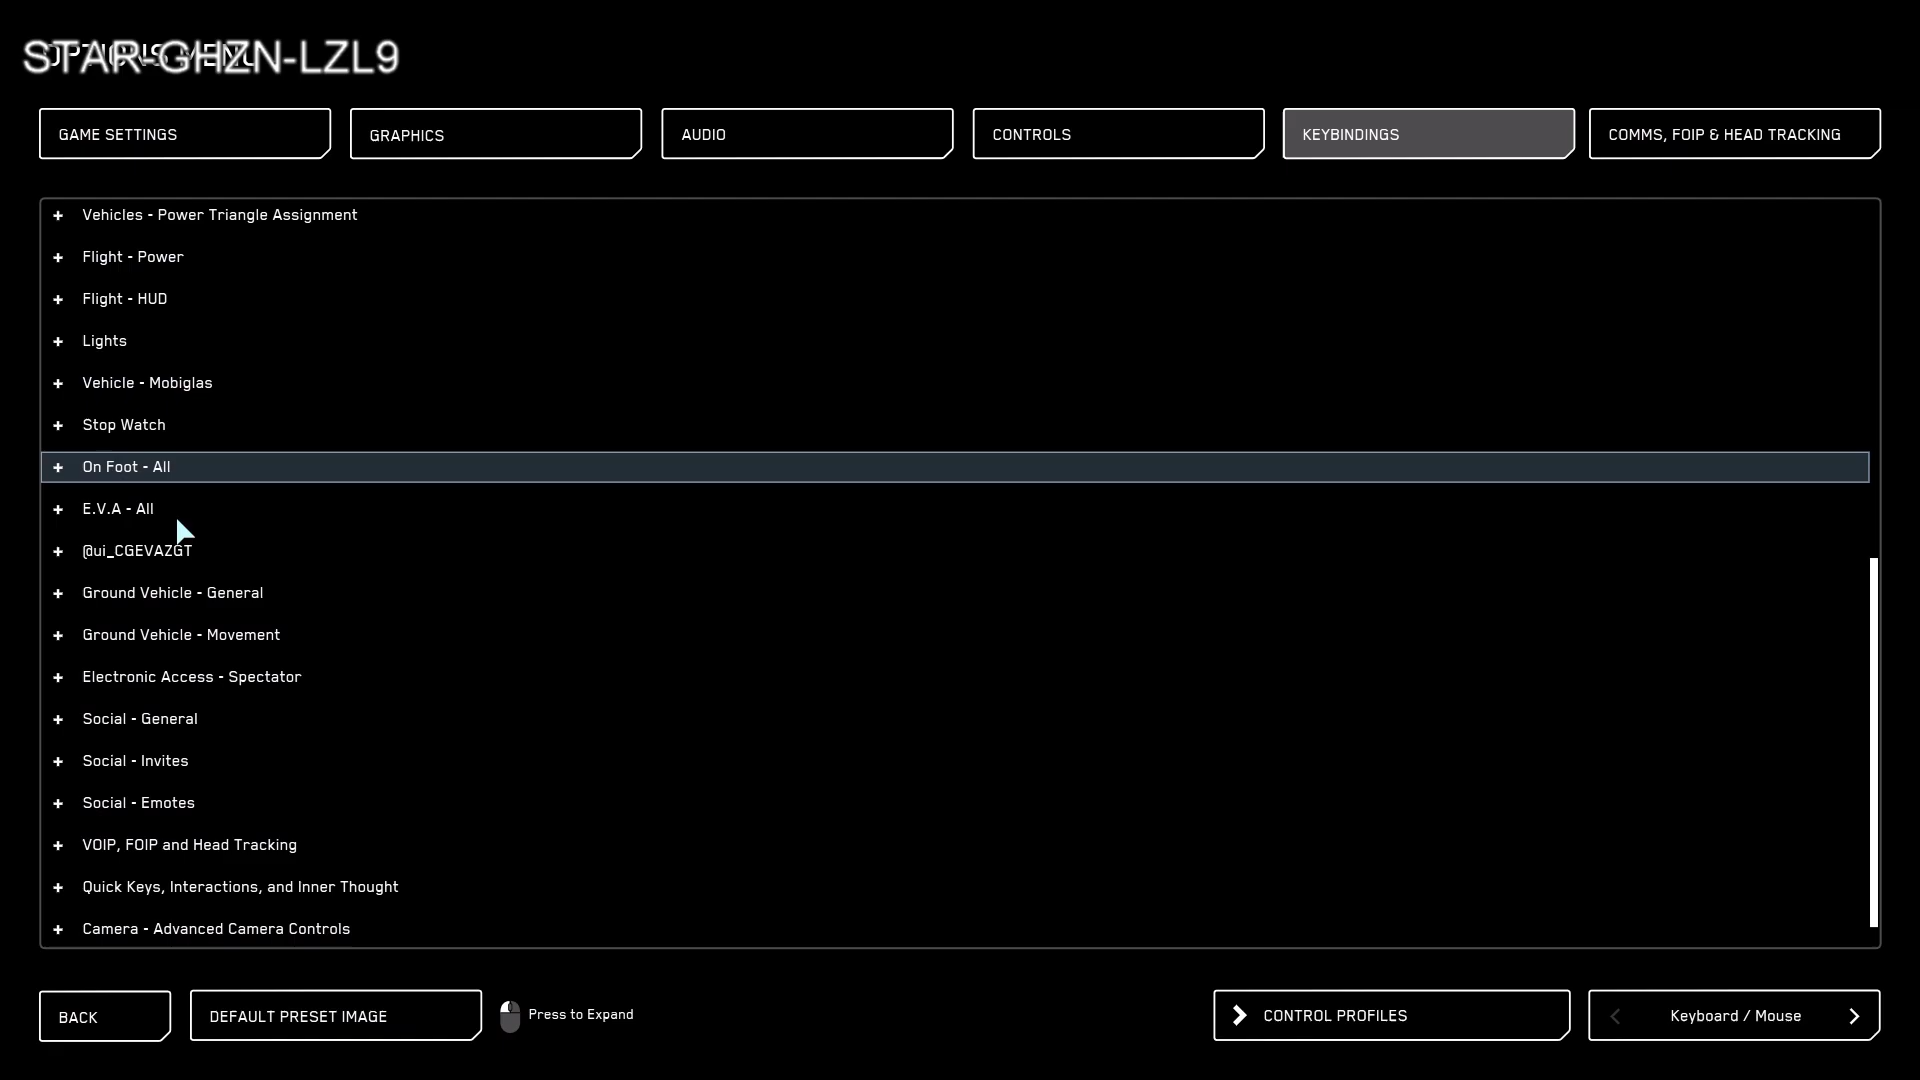 OPTIONS MENU
STAR-GHZN-LZL9
GAME SETTINGS
GRAPHICS
AUDIO
CONTROLS
KEYBINDINGS
COMMS, FOIP & HEAD TRACKING
+ Vehicles - Power Triangle Assignment
+ Flight - Power
+ Flight - HUD
+ Lights
+ Vehicle - Mobiglas
+ Stop Watch
+ On Foot - All
+ E.V.A - All
+ @ui_CGEVAZGT
+ Ground Vehicle - General
+ Ground Vehicle - Movement
+ Electronic Access - Spectator
+ Social - General
+ Social - Invites
+ Social - Emotes
+ VOIP, FOIP and Head Tracking
+ Quick Keys, Interactions, and Inner Thought
+ Camera - Advanced Camera Controls
BACK
DEFAULT PRESET IMAGE
Press to Expand
CONTROL PROFILES
Keyboard / Mouse